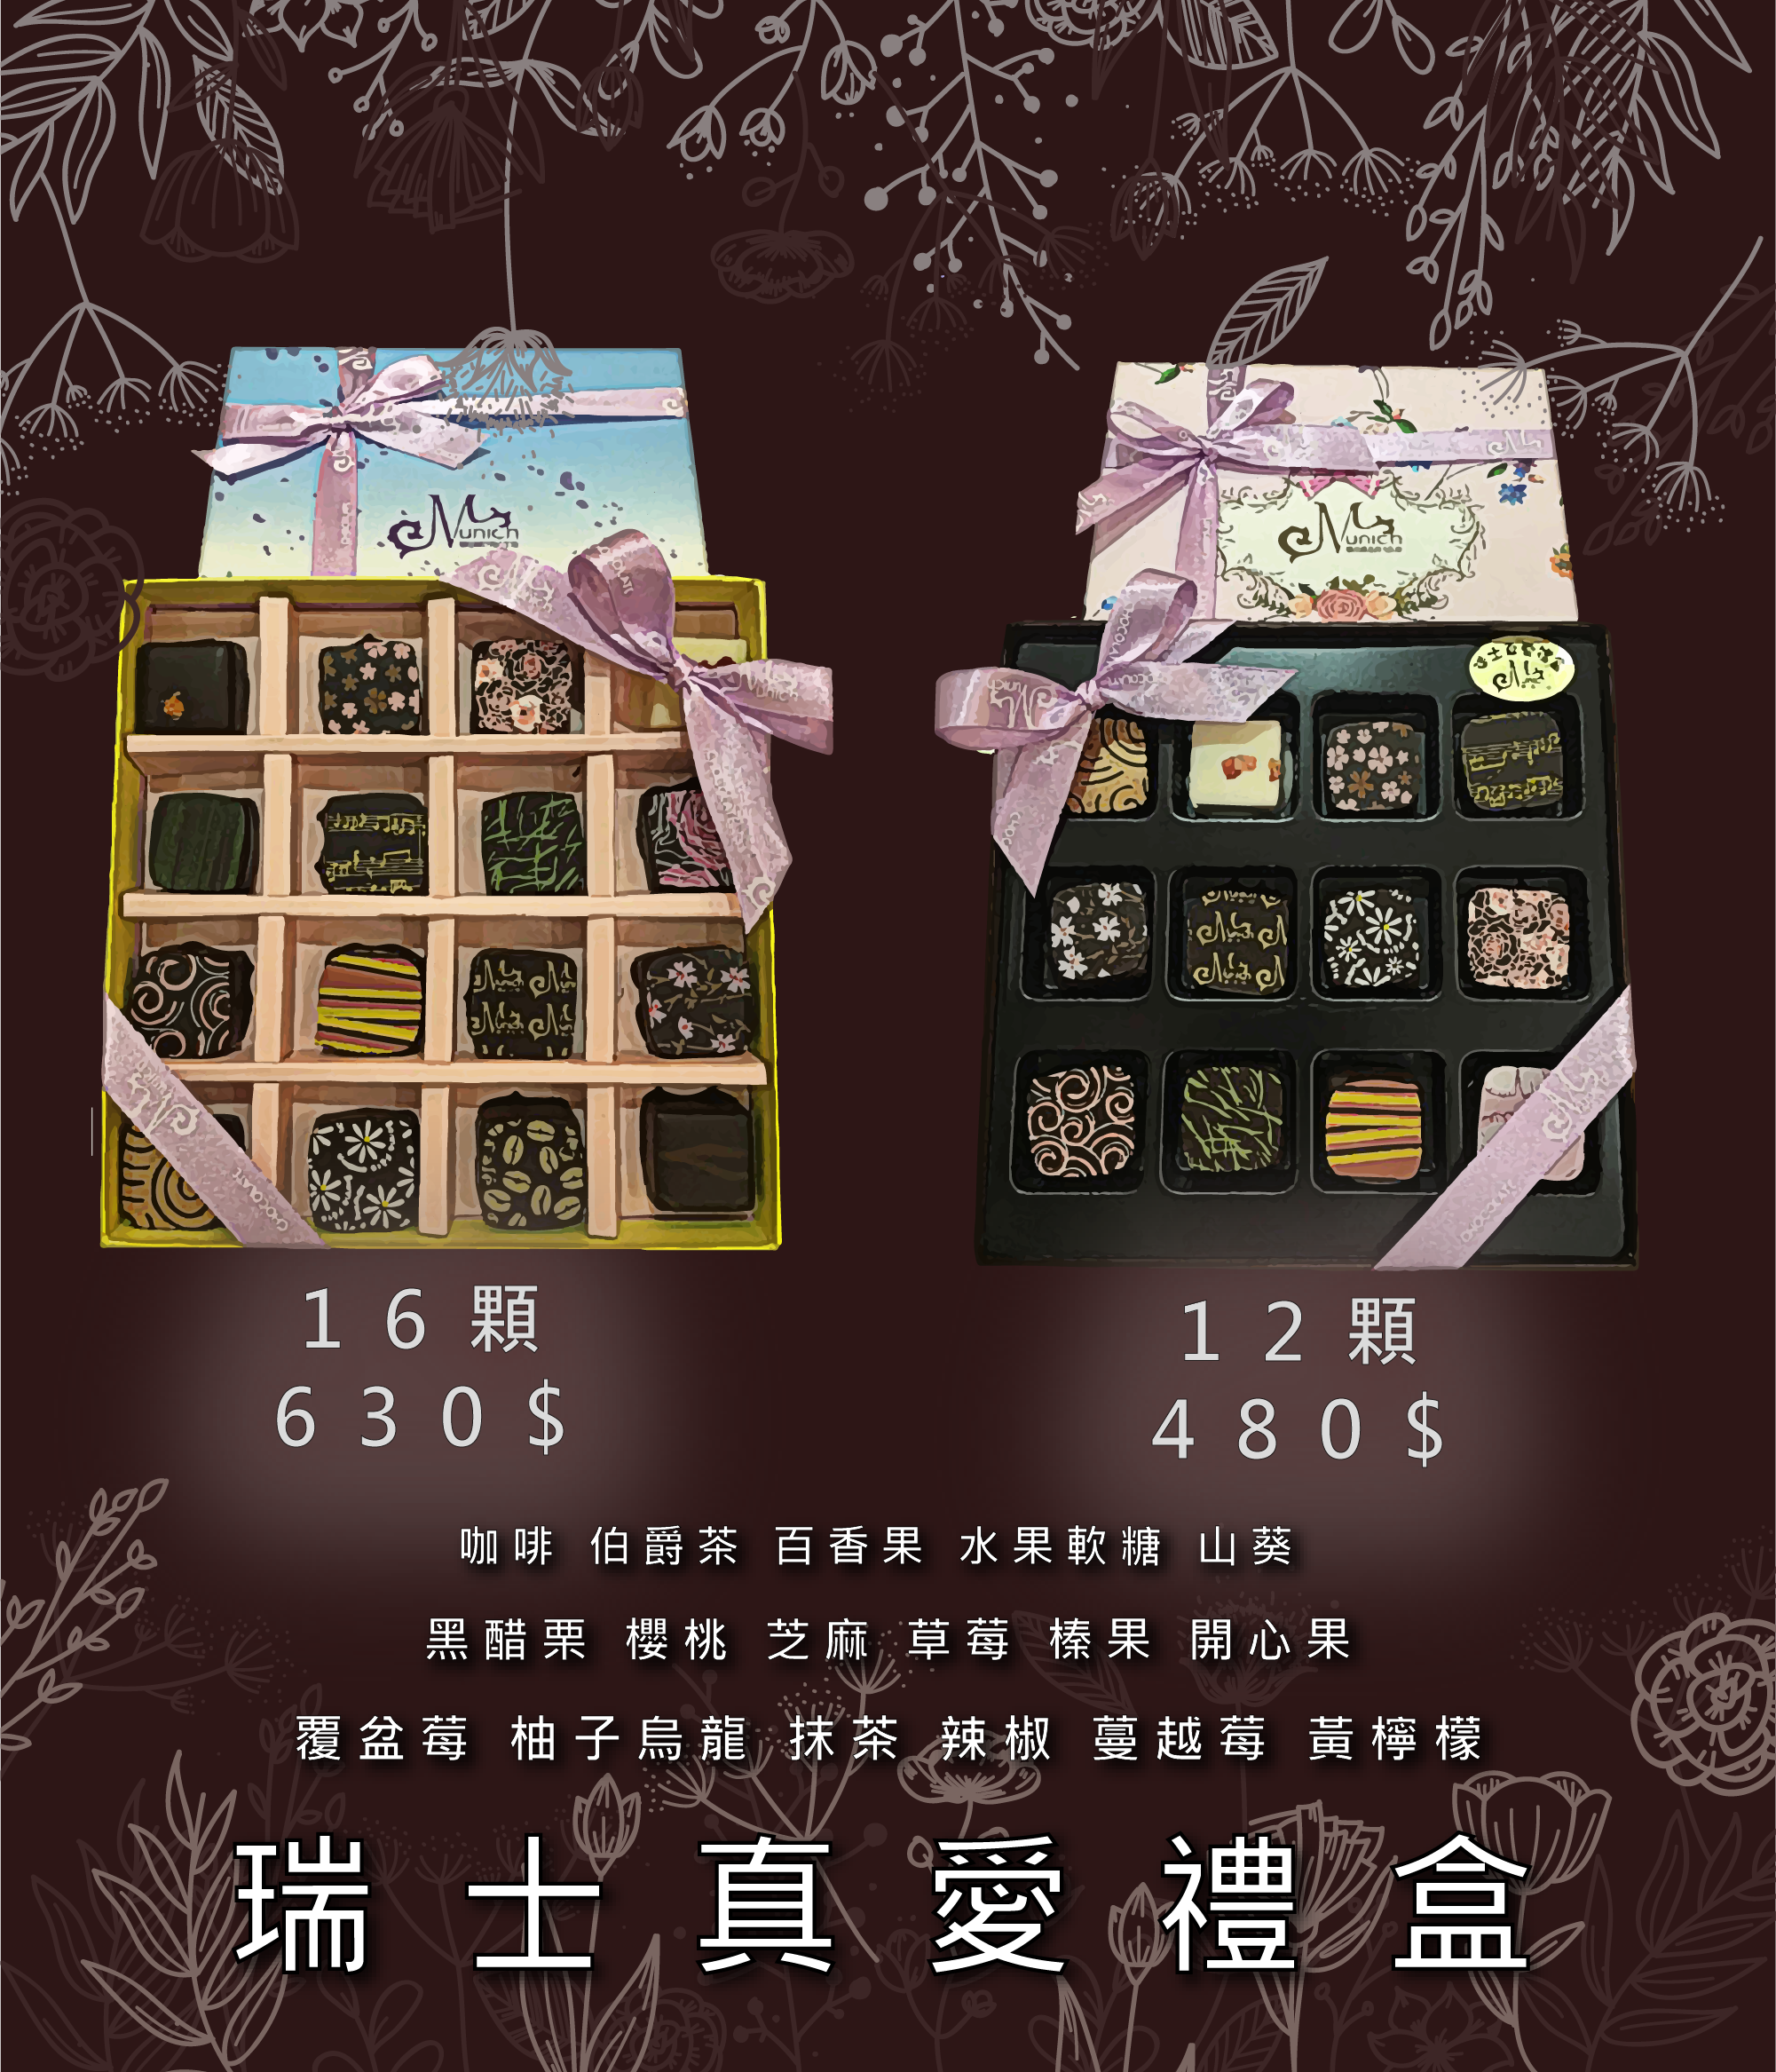 Munich
Munich
16顆
630$
12顆
480$
咖啡 伯爵茶 百香果 水果軟糖 山葵
黑醋栗 櫻桃 芝麻 草莓 榛果 開心果
覆盆莓 柚子烏龍 抹茶 辣椒 蔓越莓 黃檸檬
瑞士真愛禮盒